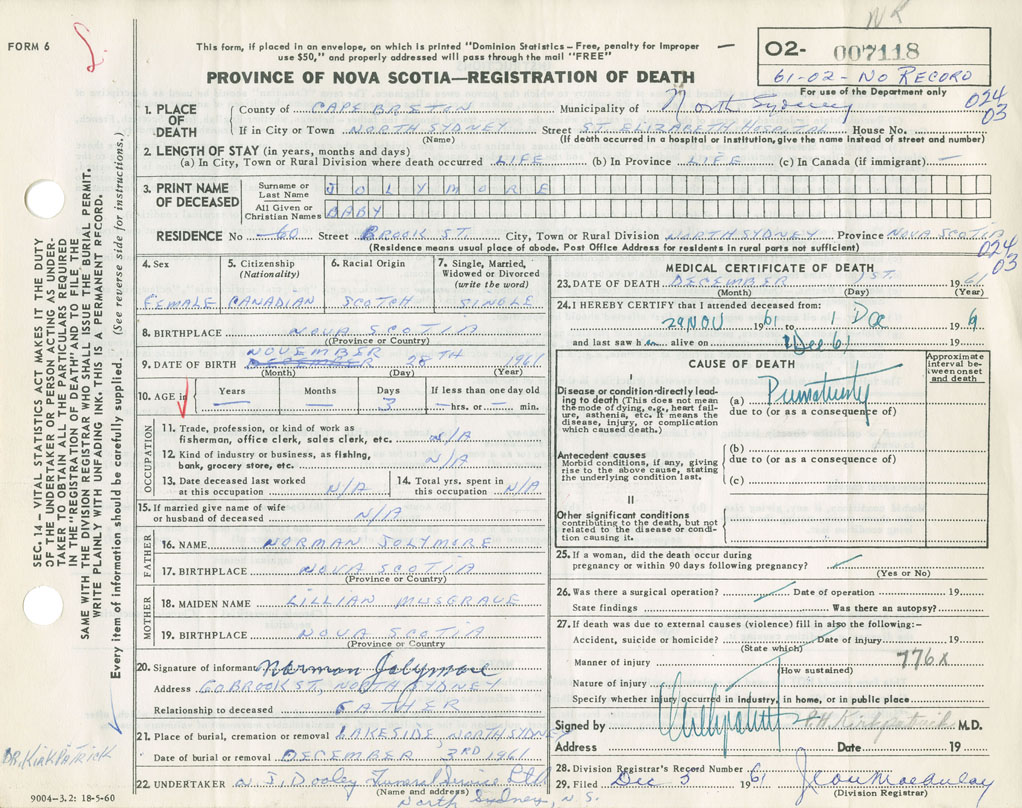 NR
FORM 6
S.
This form, if placed in an envelope, on which is printed "Dominion Statistics – Free, penalty for Improper
use $50," and properly addressed will pass through the mail "FREE"
PROVINCE OF NOVA SCOTIA—REGISTRATION OF DEATH
O2- 007118
61-02-NO RECORD
For use of the Department only
024
03
1. PLACE OF DEATH County of CAPE BRETON Municipality of North Sydney
If in City or Town NORTH SYDNEY Street ST. ELIZABETH HOSPITAL House No.
(Name) (If death occurred in a hospital or institution, give the name instead of street and number)
2. LENGTH OF STAY (in years, months and days)
(a) In City, Town or Rural Division where death occurred LIFE (b) In Province LIFE (c) In Canada (if immigrant) —
3. PRINT NAME OF DECEASED
Surname or Last Name JOLYMORE
All Given or Christian Names BABY
RESIDENCE No 60 Street BROOK ST. City, Town or Rural Division NORTH SYDNEY Province NOVA SCOTIA
(Residence means usual place of abode. Post Office Address for residents in rural parts not sufficient)
024
03
4. Sex FEMALE
5. Citizenship (Nationality) CANADIAN
6. Racial Origin SCOTCH
7. Single, Married, Widowed or Divorced (write the word) SINGLE
8. BIRTHPLACE NOVA SCOTIA
(Province or Country)
NOVEMBER
9. DATE OF BIRTH DECEMBER 28TH 1961
(Month) (Day) (Year)
10. AGE in Years — Months — Days 3 If less than one day old — hrs. or — min.
OCCUPATION
11. Trade, profession, or kind of work as
fisherman, office clerk, sales clerk, etc. N/A
12. Kind of industry or business, as fishing,
bank, grocery store, etc. N/A
13. Date deceased last worked
at this occupation N/A
14. Total yrs. spent in
this occupation N/A
15. If married give name of wife
or husband of deceased N/A
FATHER
16. NAME NORMAN JOLYMORE
17. BIRTHPLACE NOVA SCOTIA
(Province or Country)
MOTHER
18. MAIDEN NAME LILLIAN MUSGRAVE
19. BIRTHPLACE NOVA SCOTIA
(Province or Country)
20. Signature of informant Norman Jolymore
Address 60 BROOK ST, NORTH SYDNEY
Relationship to deceased FATHER
21. Place of burial, cremation or removal LAKESIDE, NORTH SYDNEY
Date of burial or removal DECEMBER 3RD 1961
22. UNDERTAKER W. J. Dooley Funeral Service Ltd
(Name and address)
North Sydney, N. S.
MEDICAL CERTIFICATE OF DEATH
23. DATE OF DEATH DECEMBER 1ST. 1961
(Month) (Day) (Year)
24. I HEREBY CERTIFY that I attended deceased from:
29 NOV 1961 to 1 Dec 196
and last saw h alive on 1 Dec 61 19
CAUSE OF DEATH
Approximate interval between onset and death
I
Disease or condition directly leading to death (This does not mean the mode of dying, e.g., heart failure, asthenia, etc. It means the disease, injury, or complication which caused death.)
(a) Prematurity
due to (or as a consequence of)
Antecedent causes
Morbid conditions, if any, giving rise to the above cause, stating the underlying condition last.
(b)
due to (or as a consequence of)
(c)
II
Other significant conditions
contributing to the death, but not related to the disease or condition causing it.
25. If a woman, did the death occur during
pregnancy or within 90 days following pregnancy?
(Yes or No)
26. Was there a surgical operation? Date of operation 19
State findings Was there an autopsy?
27. If death was due to external causes (violence) fill in also the following:-
Accident, suicide or homicide? Date of injury 19
(State which)
Manner of injury 776x
(How sustained)
Nature of injury
Specify whether injury occurred in industry, in home, or in public place
Signed by Kirkpatrick M.D.
Address Date 19
28. Division Registrar's Record Number
29. Filed Dec 3 1961 Jean MacAulay
(Division Registrar)
SEC. 14 – VITAL STATISTICS ACT MAKES IT THE DUTY
OF THE UNDERTAKER OR PERSON ACTING AS UNDER-
TAKER TO OBTAIN ALL THE PARTICULARS REQUIRED
IN THE "REGISTRATION OF DEATH" AND TO FILE THE
SAME WITH THE DIVISION REGISTRAR WHO SHALL ISSUE THE BURIAL PERMIT.
WRITE PLAINLY WITH UNFADING INK. THIS IS A PERMANENT RECORD.
Every item of Information should be carefully supplied. (See reverse side for instructions.)
DR. KIRKPATRICK
9004-3.2: 18-5-60